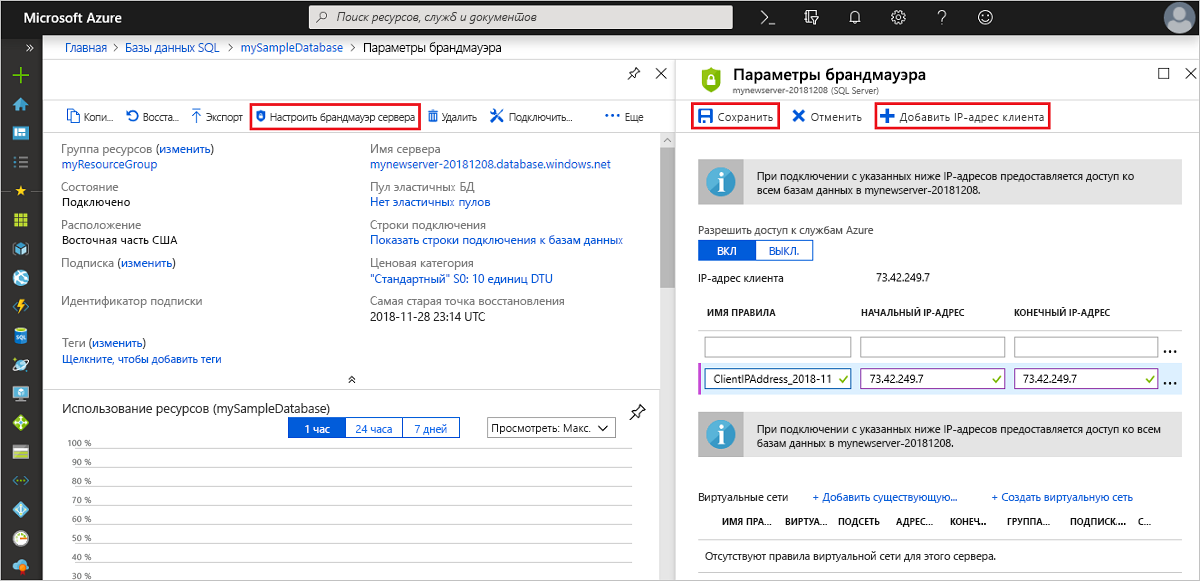 Microsoft Azure
Поиск ресурсов, служб и документов
Главная > Базы данных SQL > mySampleDatabase > Параметры брандмауэра
Копи...
Восста...
Экспорт
Настроить брандмауэр сервера
Удалить
Подключить...
Еще
Группа ресурсов (изменить)
myResourceGroup
Состояние
Подключено
Расположение
Восточная часть США
Подписка (изменить)
Идентификатор подписки
Теги (изменить)
Щелкните, чтобы добавить теги
Имя сервера
mynewserver-20181208.database.windows.net
Пул эластичных БД
Нет эластичных пулов
Строки подключения
Показать строки подключения к базам данных
Ценовая категория
"Стандартный" S0: 10 единиц DTU
Самая старая точка восстановления
2018-11-28 23:14 UTC
Использование ресурсов (mySampleDatabase)
1 час
24 часа
7 дней
Просмотреть: Макс.
100 %
90 %
80 %
70 %
60 %
50 %
40 %
30 %
Параметры брандмауэра
mynewserver-20181208 (SQL Server)
Сохранить
Отменить
Добавить IP-адрес клиента
При подключении с указанных ниже IP-адресов предоставляется доступ ко
всем базам данных в mynewserver-20181208.
Разрешить доступ к службам Azure
ВКЛ
ВЫКЛ.
IP-адрес клиента
73.42.249.7
ИМЯ ПРАВИЛА
НАЧАЛЬНЫЙ IP-АДРЕС
КОНЕЧНЫЙ IP-АДРЕС
ClientIPAddress_2018-11
73.42.249.7
73.42.249.7
При подключении с указанных ниже IP-адресов предоставляется доступ ко всем
базам данных в mynewserver-20181208.
Виртуальные сети
+ Добавить существующую...
+ Создать виртуальную сеть
ИМЯ ПРА...
ВИРТУА...
ПОДСЕТЬ
АДРЕС...
КОНЕЧ...
ГРУППА...
ПОДПИСК....
С...
Отсутствуют правила виртуальной сети для этого сервера.